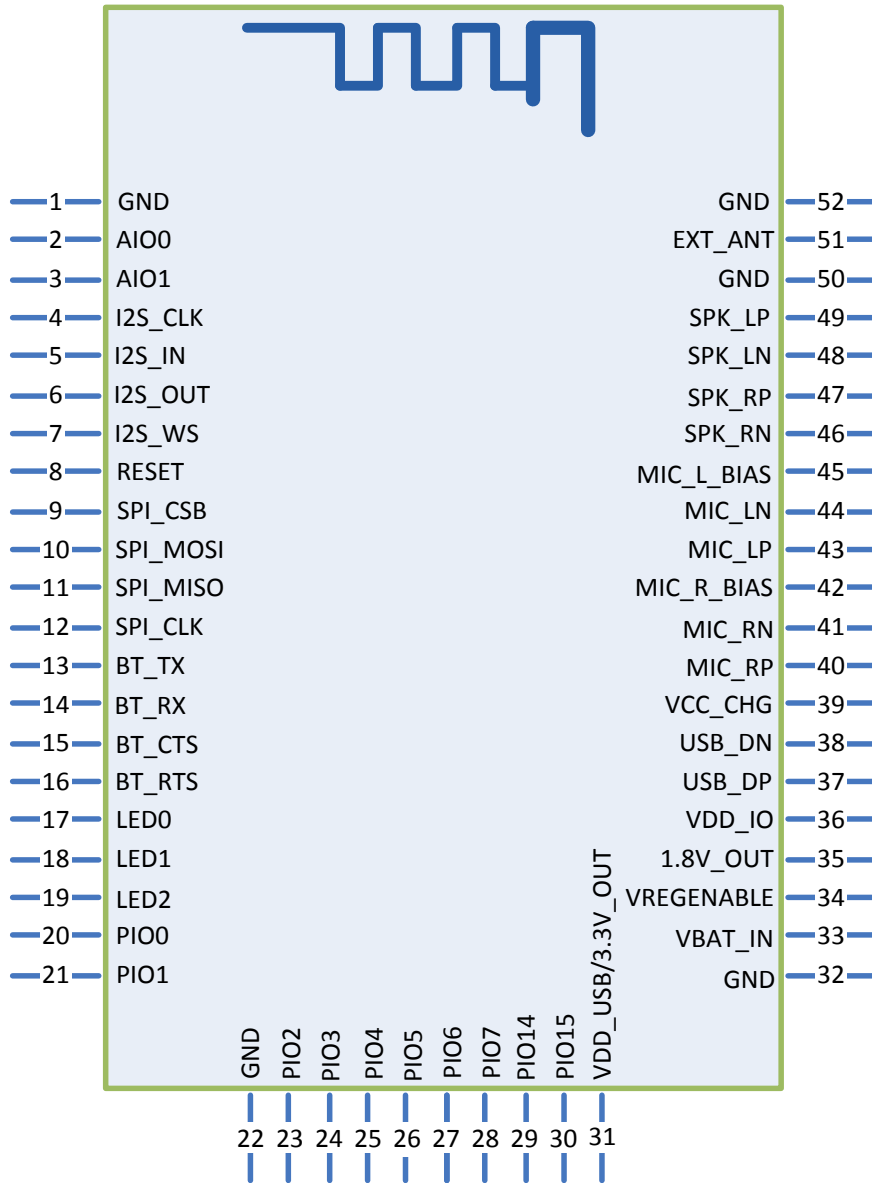 1 GND GND 52
2 AIO0 EXT_ANT 51
3 AIO1 GND 50
4 I2S_CLK SPK_LP 49
5 I2S_IN SPK_LN 48
6 I2S_OUT SPK_RP 47
7 I2S_WS SPK_RN 46
8 RESET MIC_L_BIAS 45
9 SPI_CSB MIC_LN 44
10 SPI_MOSI MIC_LP 43
11 SPI_MISO MIC_R_BIAS 42
12 SPI_CLK MIC_RN 41
13 BT_TX MIC_RP 40
14 BT_RX VCC_CHG 39
15 BT_CTS USB_DN 38
16 BT_RTS USB_DP 37
17 LED0 VDD_IO 36
18 LED1 1.8V_OUT 35
19 LED2 VREGENABLE 34
20 PIO0 VBAT_IN 33
21 PIO1 GND 32
GND PIO2 PIO3 PIO4 PIO5 PIO6 PIO7 PIO14 PIO15 VDD_USB/3.3V_OUT
22 23 24 25 26 27 28 29 30 31